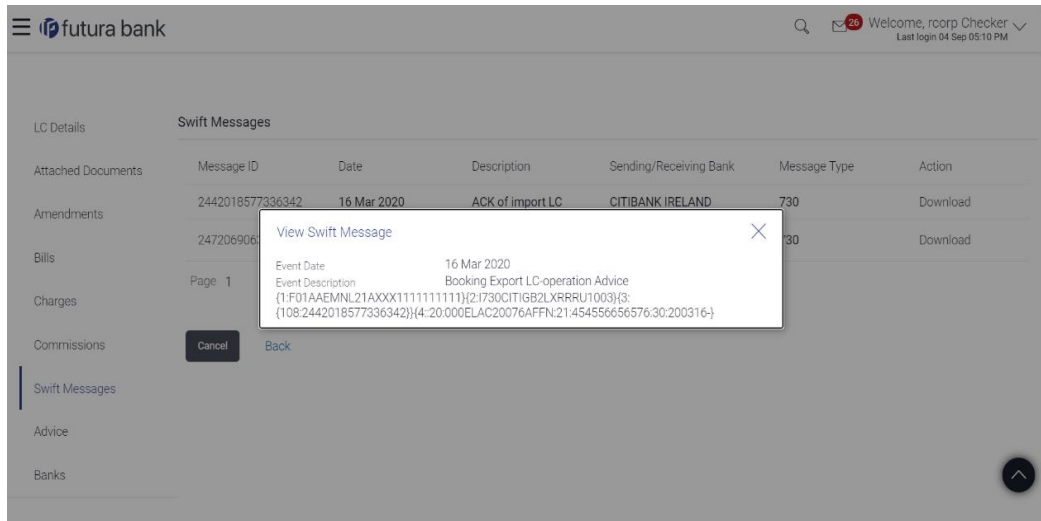 futura bank
26
Welcome, rcorp Checker
Last login 04 Sep 05:10 PM
LC Details
Attached Documents
Amendments
Bills
Charges
Commissions
Swift Messages
Advice
Banks
Swift Messages
Message ID Date Description Sending/Receiving Bank Message Type Action
2442018577336342 16 Mar 2020 ACK of import LC CITIBANK IRELAND 730 Download
730 Download
Page 1
View Swift Message
Event Date 16 Mar 2020
Event Description Booking Export LC-operation Advice
{1:F01AAEMNL21AXXX1111111111}{2:I730CITIGB2LXRRRU1003}{3:
{108:2442018577336342}}{4::20:000ELAC20076AFFN:21:454556656576:30:200316-}
Cancel Back